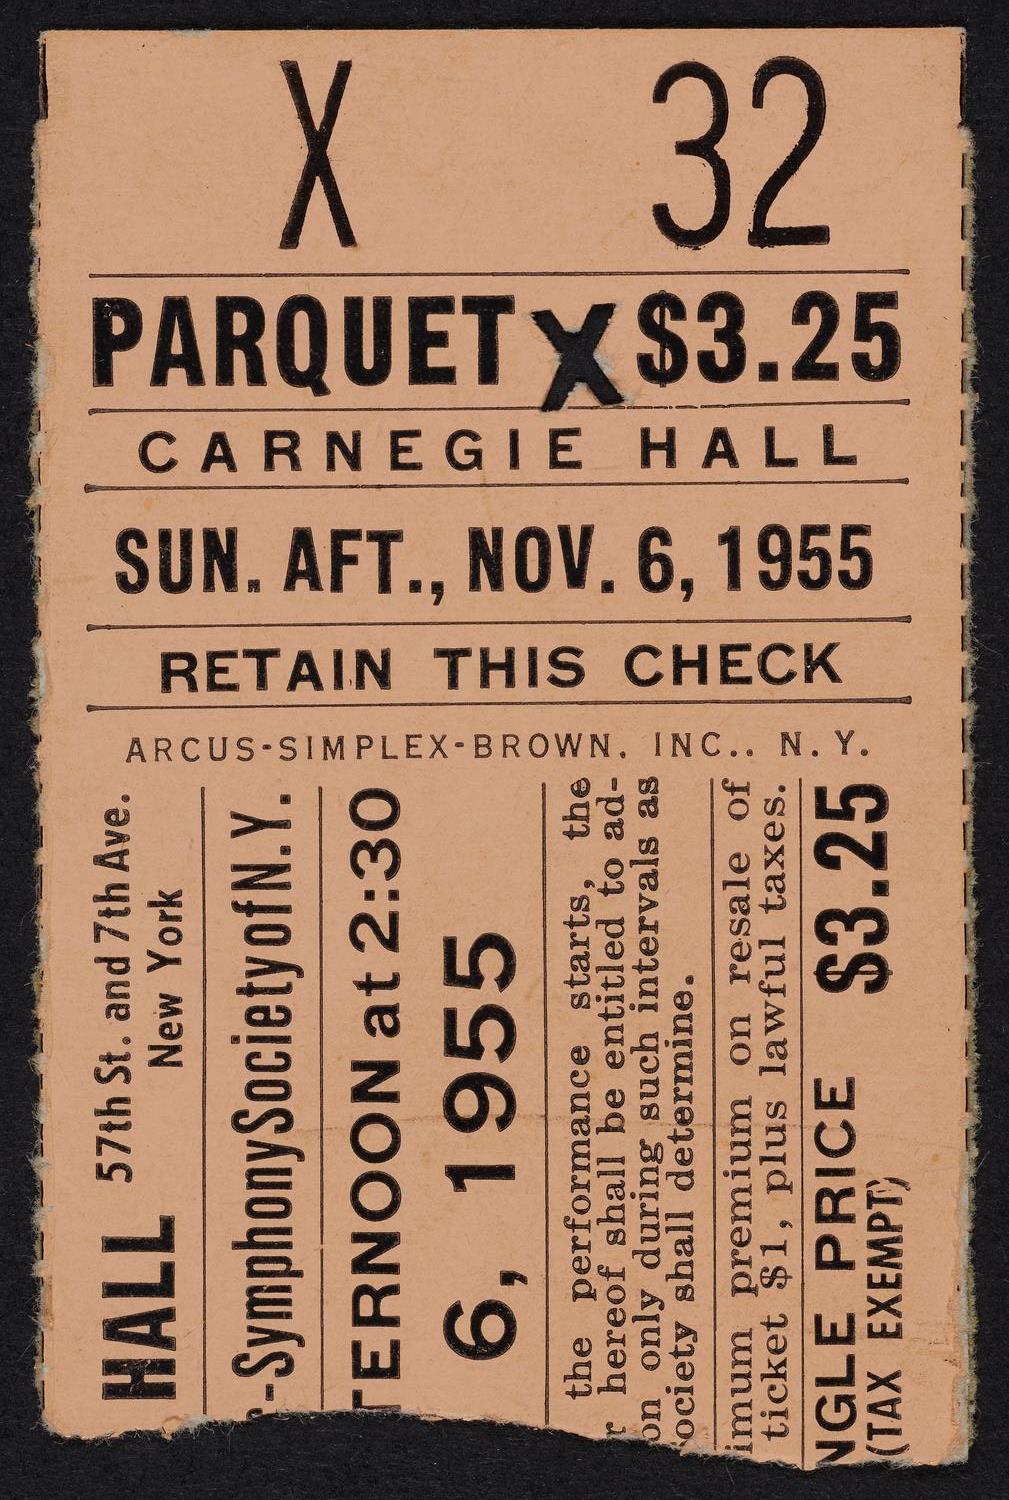 X 32
PARQUET X $3.25
CARNEGIE HALL
SUN. AFT., NOV. 6, 1955
RETAIN THIS CHECK
ARCUS-SIMPLEX-BROWN, INC.. N.Y.
HALL 57th St. and 7th Ave.
New York
-Symphony Society of N.Y.
TERNOON at 2:30
6, 1955
the performance starts, the
r hereof shall be entitled to ad-
on only during such intervals as
ociety shall determine.
imum premium on resale of
ticket $1, plus lawful taxes.
NGLE PRICE $3.25
(TAX EXEMPT)